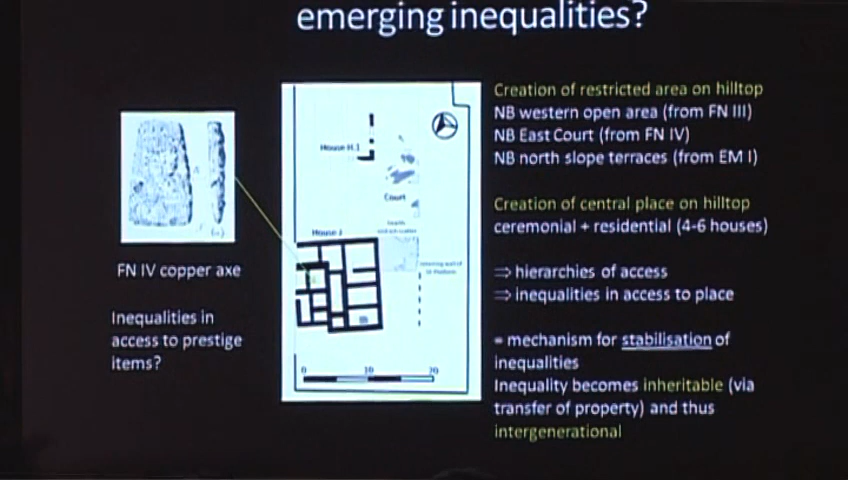 emerging inequalities?
FN IV copper axe
Inequalities in
access to prestige
items?
House H.1
Court
House J
10
20
Creation of restricted area on hilltop
NB western open area (from FN III)
NB East Court (from FN IV)
NB north slope terraces (from EM I)
Creation of central place on hilltop
ceremonial + residential (4-6 houses)
⇒ hierarchies of access
⇒ inequalities in access to place
= mechanism for stabilisation of
inequalities
Inequality becomes inheritable (via
transfer of property) and thus
intergenerational